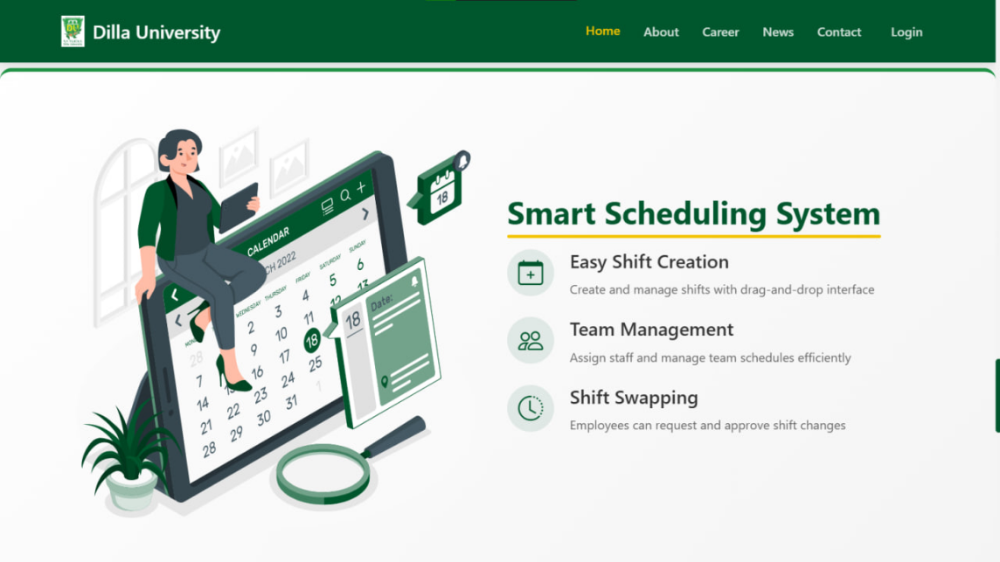 Dilla University
Home About Career News Contact Login
Smart Scheduling System
Easy Shift Creation
Create and manage shifts with drag-and-drop interface
Team Management
Assign staff and manage team schedules efficiently
Shift Swapping
Employees can request and approve shift changes
CALENDAR
CH 2022
WEDNESDAY THURSDAY FRIDAY SATURDAY SUNDAY
2 3 4 5 6
9 10 11 12 13
16 17 18
22 23 24 25
28 29 30 31 1
28
7
14
21
18
Date:
18